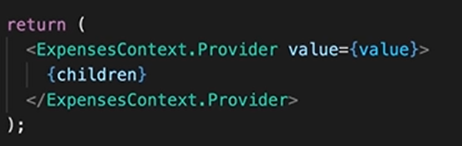 return (
<ExpensesContext.Provider value={value}>
{children}
</ExpensesContext.Provider>
);